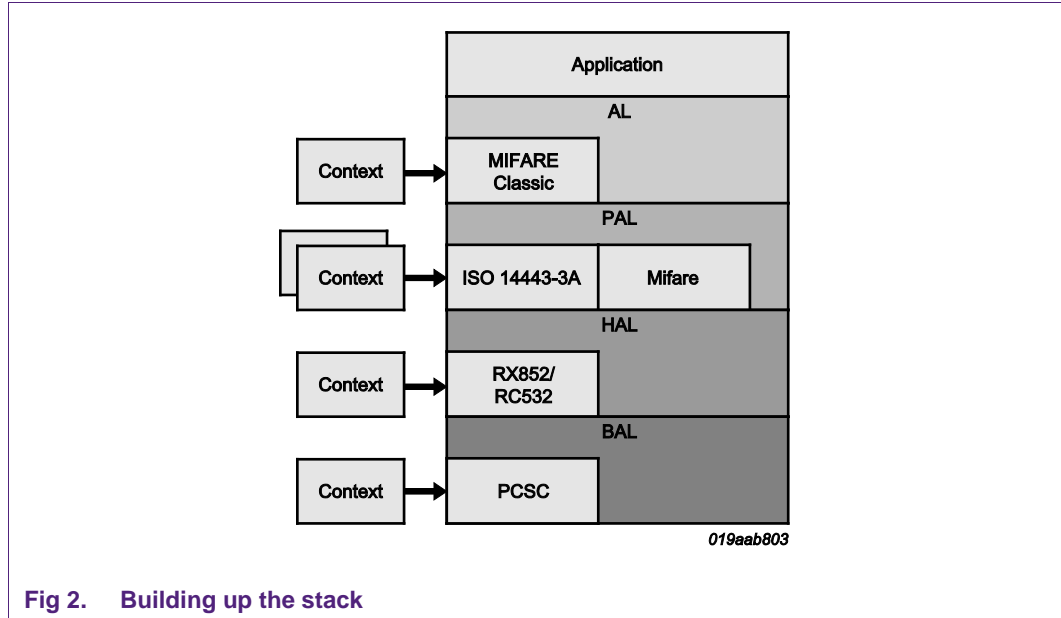 Application
AL
Context
MIFARE
Classic
PAL
Context
ISO 14443-3A
Mifare
HAL
Context
RX852/
RC532
BAL
Context
PCSC
019aab803
Fig 2. Building up the stack